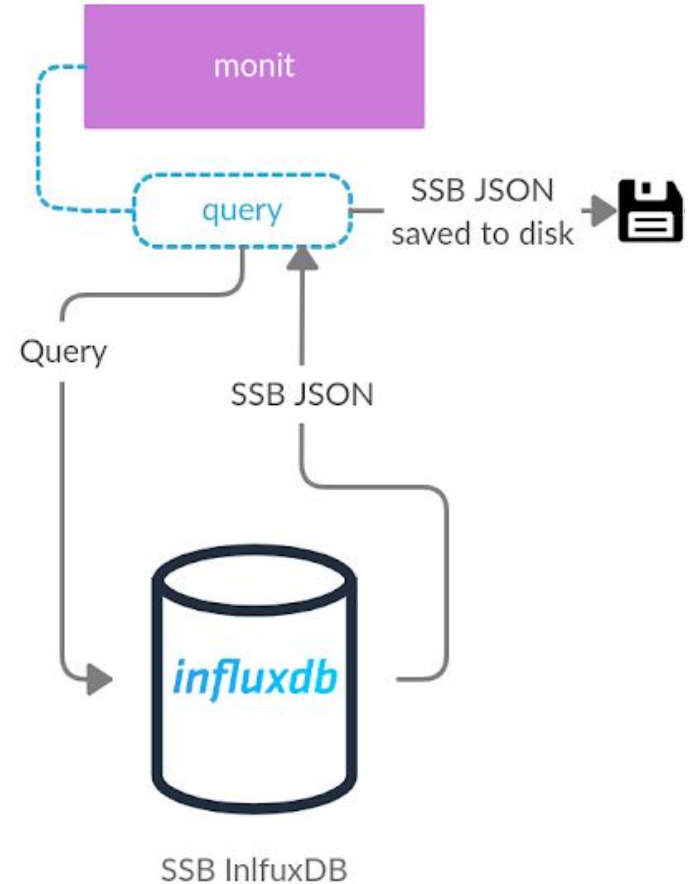 monit
query
SSB JSON
saved to disk
Query
SSB JSON
influxdb
SSB InlfuxDB